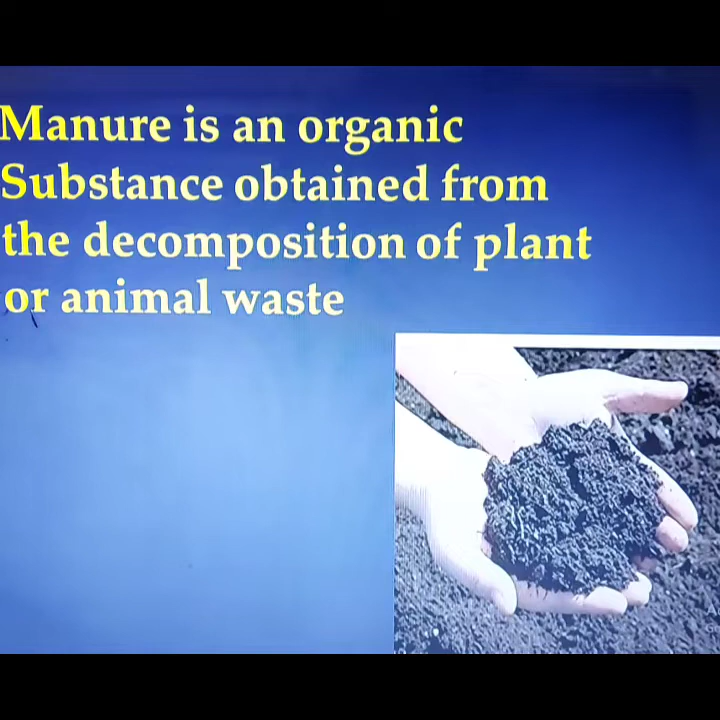 Manure is an organic
Substance obtained from
the decomposition of plant
or animal waste